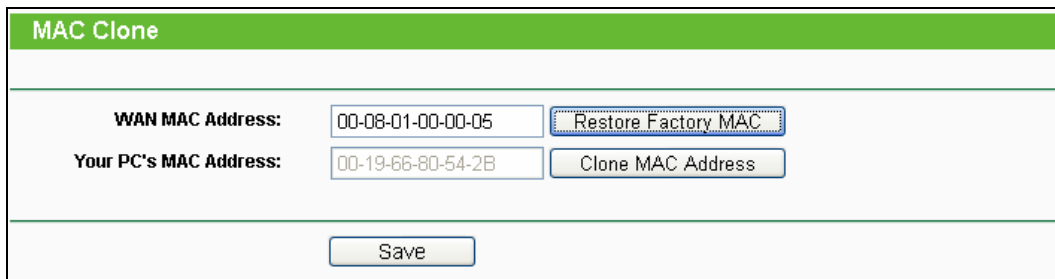 MAC Clone
WAN MAC Address: 00-08-01-00-00-05 Restore Factory MAC
Your PC's MAC Address: 00-19-66-80-54-2B Clone MAC Address
Save